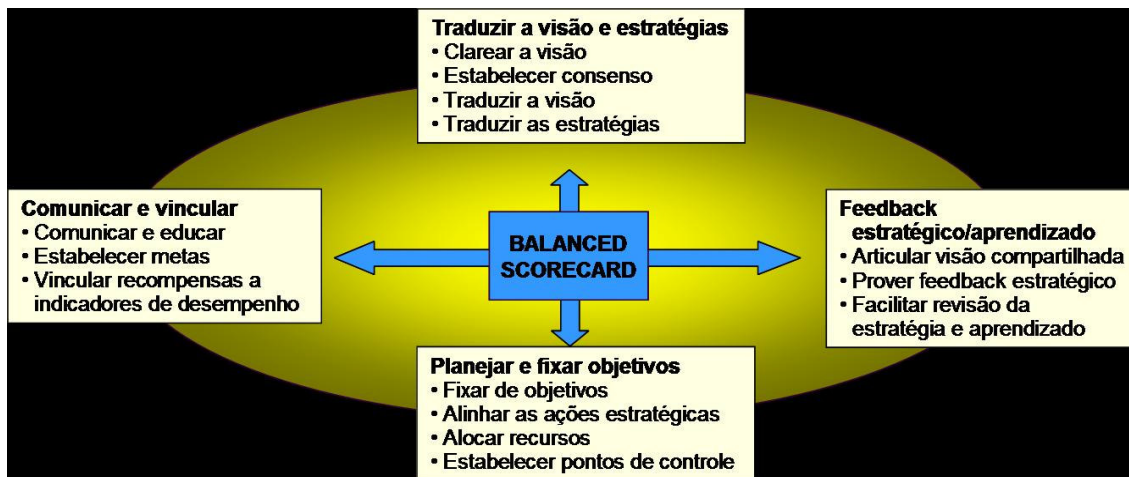 Traduzir a visão e estratégias
• Clarear a visão
• Estabelecer consenso
• Traduzir a visão
• Traduzir as estratégias
Comunicar e vincular
• Comunicar e educar
• Estabelecer metas
• Vincular recompensas a
indicadores de desempenho
BALANCED
SCORECARD
Feedback
estratégico/aprendizado
• Articular visão compartilhada
• Prover feedback estratégico
• Facilitar revisão da
estratégia e aprendizado
Planejar e fixar objetivos
• Fixar de objetivos
• Alinhar as ações estratégicas
• Alocar recursos
• Estabelecer pontos de controle